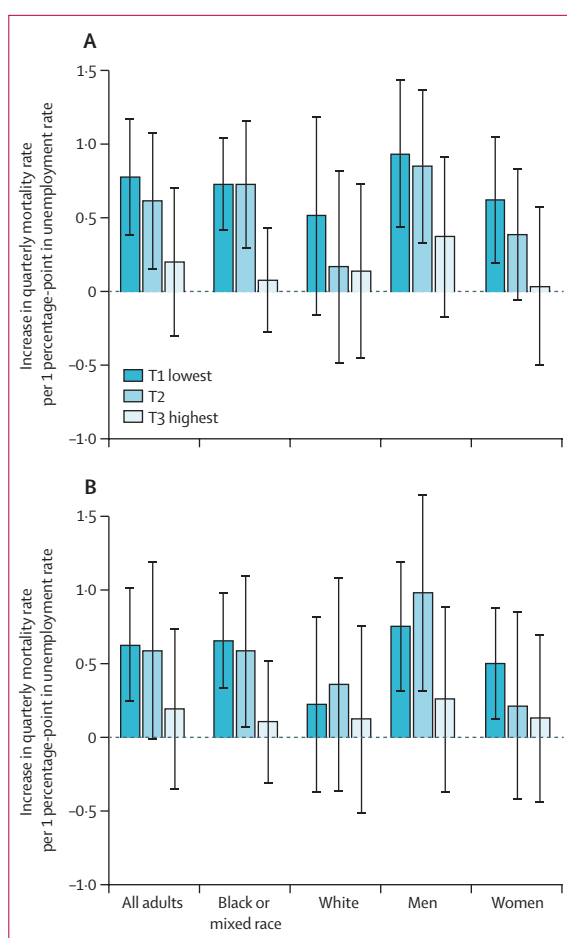 A
Increase in quarterly mortality rate
per 1 percentage-point in unemployment rate
1·5
1·0
0·5
0
–0·5
–1·0
T1 lowest
T2
T3 highest
B
Increase in quarterly mortality rate
per 1 percentage-point in unemployment rate
1·5
1·0
0·5
0
–0·5
–1·0
All adults
Black or
mixed race
White
Men
Women